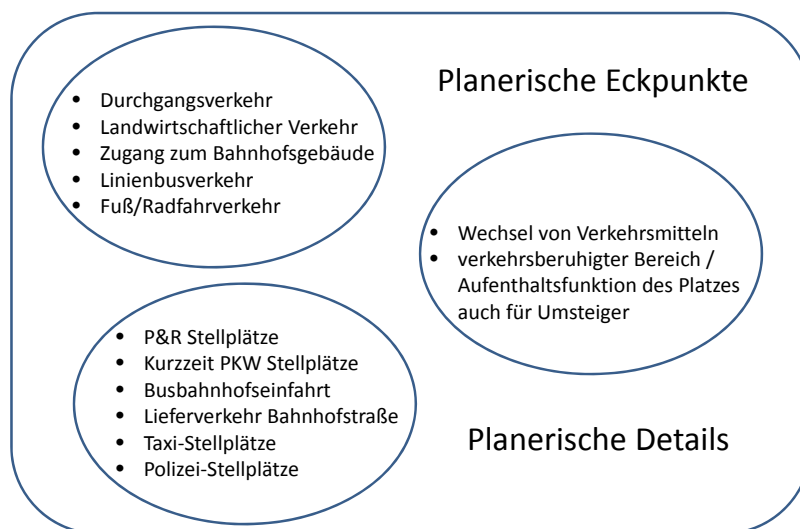 Planerische Eckpunkte
• Durchgangsverkehr
• Landwirtschaftlicher Verkehr
• Zugang zum Bahnhofsgebäude
• Linienbusverkehr
• Fuß/Radfahrverkehr
• Wechsel von Verkehrsmitteln
• verkehrsberuhigter Bereich /
Aufenthaltsfunktion des Platzes
auch für Umsteiger
• P&R Stellplätze
• Kurzzeit PKW Stellplätze
• Busbahnhofseinfahrt
• Lieferverkehr Bahnhofstraße
• Taxi-Stellplätze
• Polizei-Stellplätze
Planerische Details